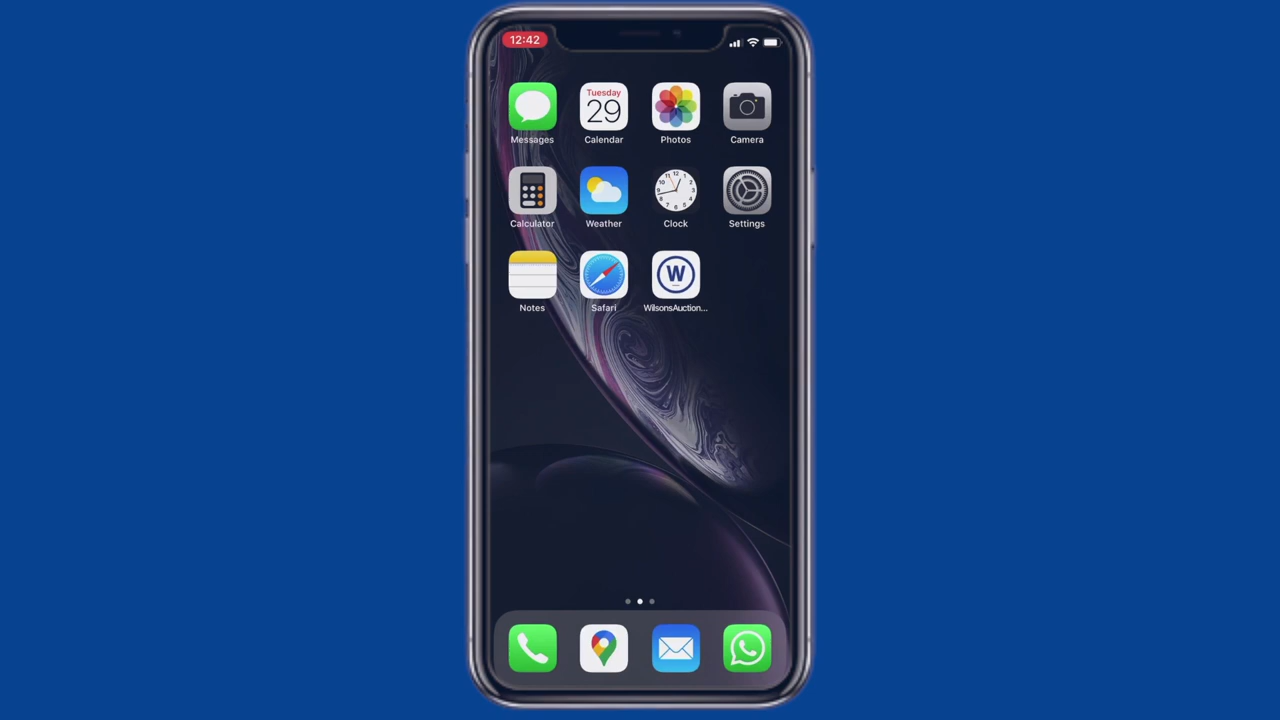 12:42
Tuesday
29
Messages
Calendar
Photos
Camera
Calculator
Weather
Clock
Settings
W
Notes
Safari
WilsonsAuction...